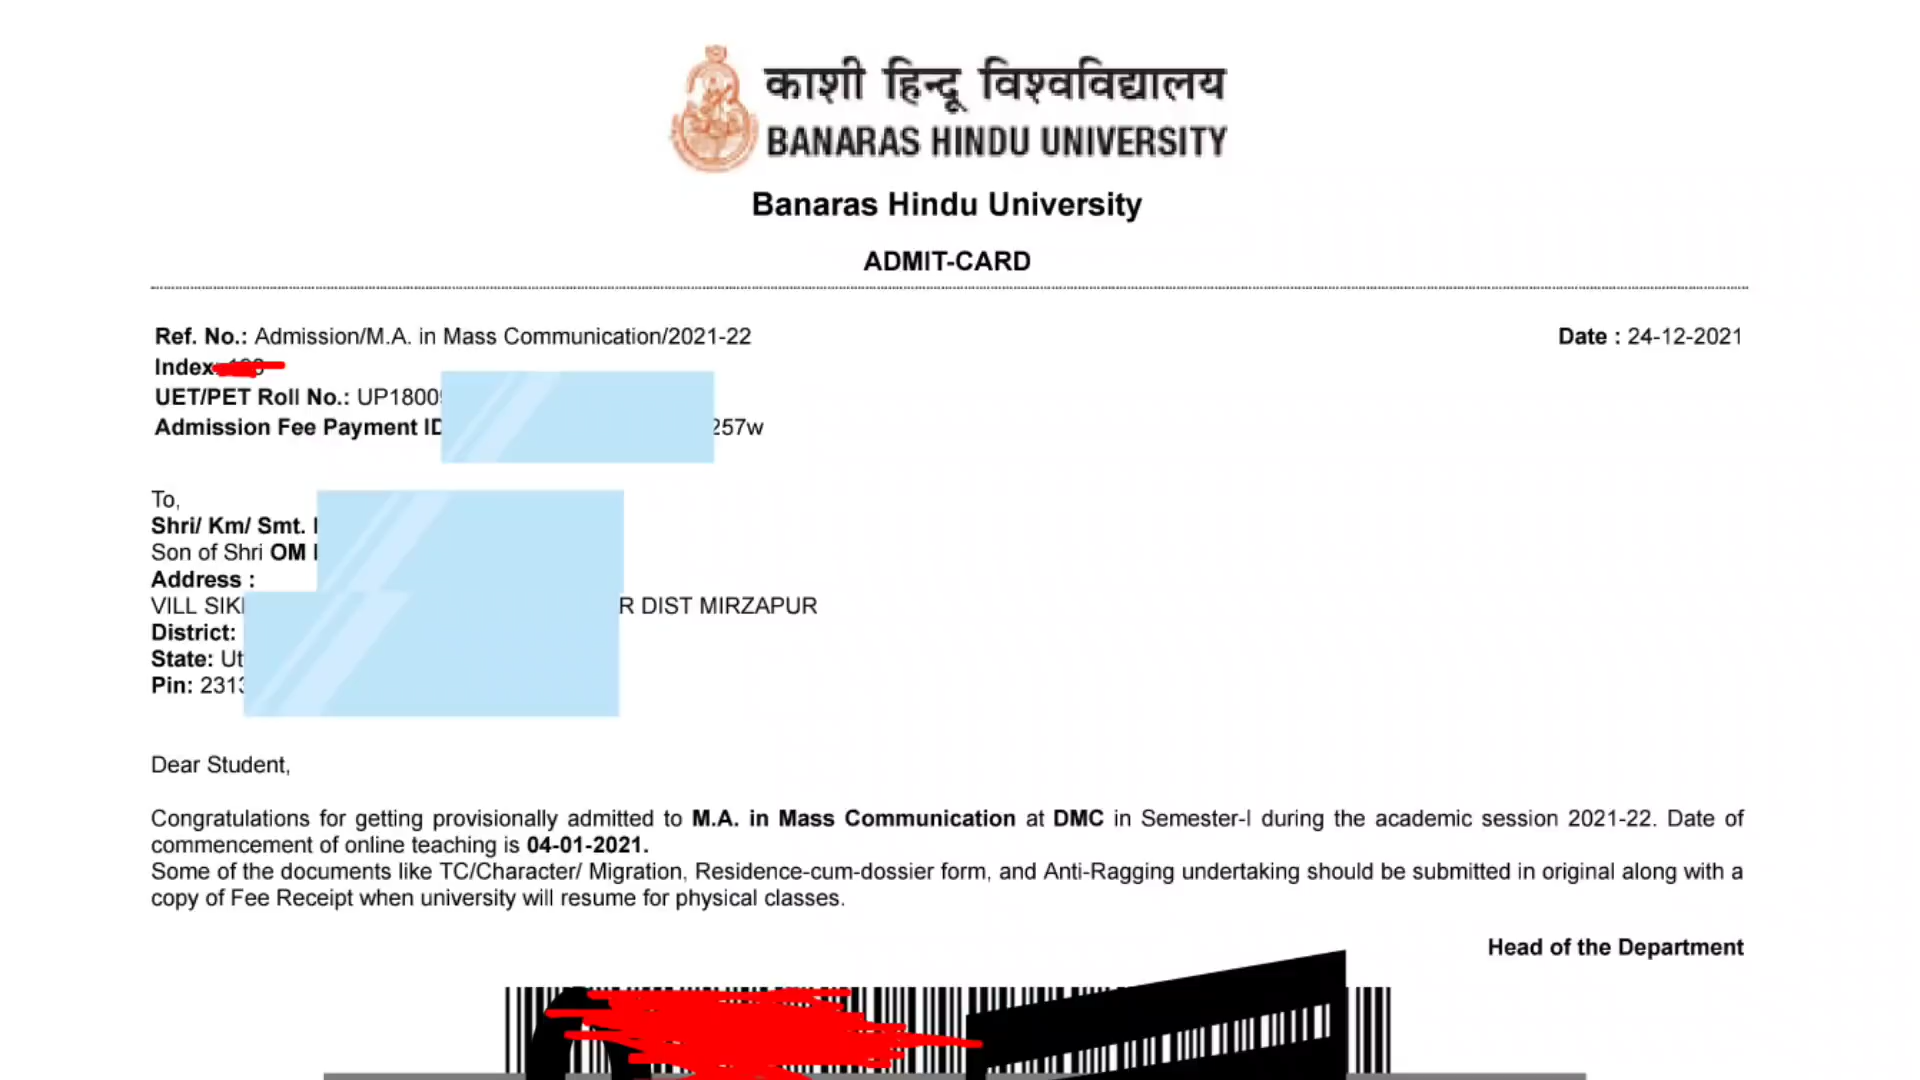 काशी हिन्दू विश्वविद्यालय
BANARAS HINDU UNIVERSITY
Banaras Hindu University
ADMIT-CARD
Ref. No.: Admission/M.A. in Mass Communication/2021-22
Date : 24-12-2021
Index
UET/PET Roll No.: UP1800
Admission Fee Payment ID 257w
To,
Shri/ Km/ Smt.
Son of Shri OM
Address :
VILL R DIST MIRZAPUR
District:
State: Ut
Pin: 231
Dear Student,
Congratulations for getting provisionally admitted to M.A. in Mass Communication at DMC in Semester-I during the academic session 2021-22. Date of
commencement of online teaching is 04-01-2021.
Some of the documents like TC/Character/ Migration, Residence-cum-dossier form, and Anti-Ragging undertaking should be submitted in original along with a
copy of Fee Receipt when university will resume for physical classes.
Head of the Department